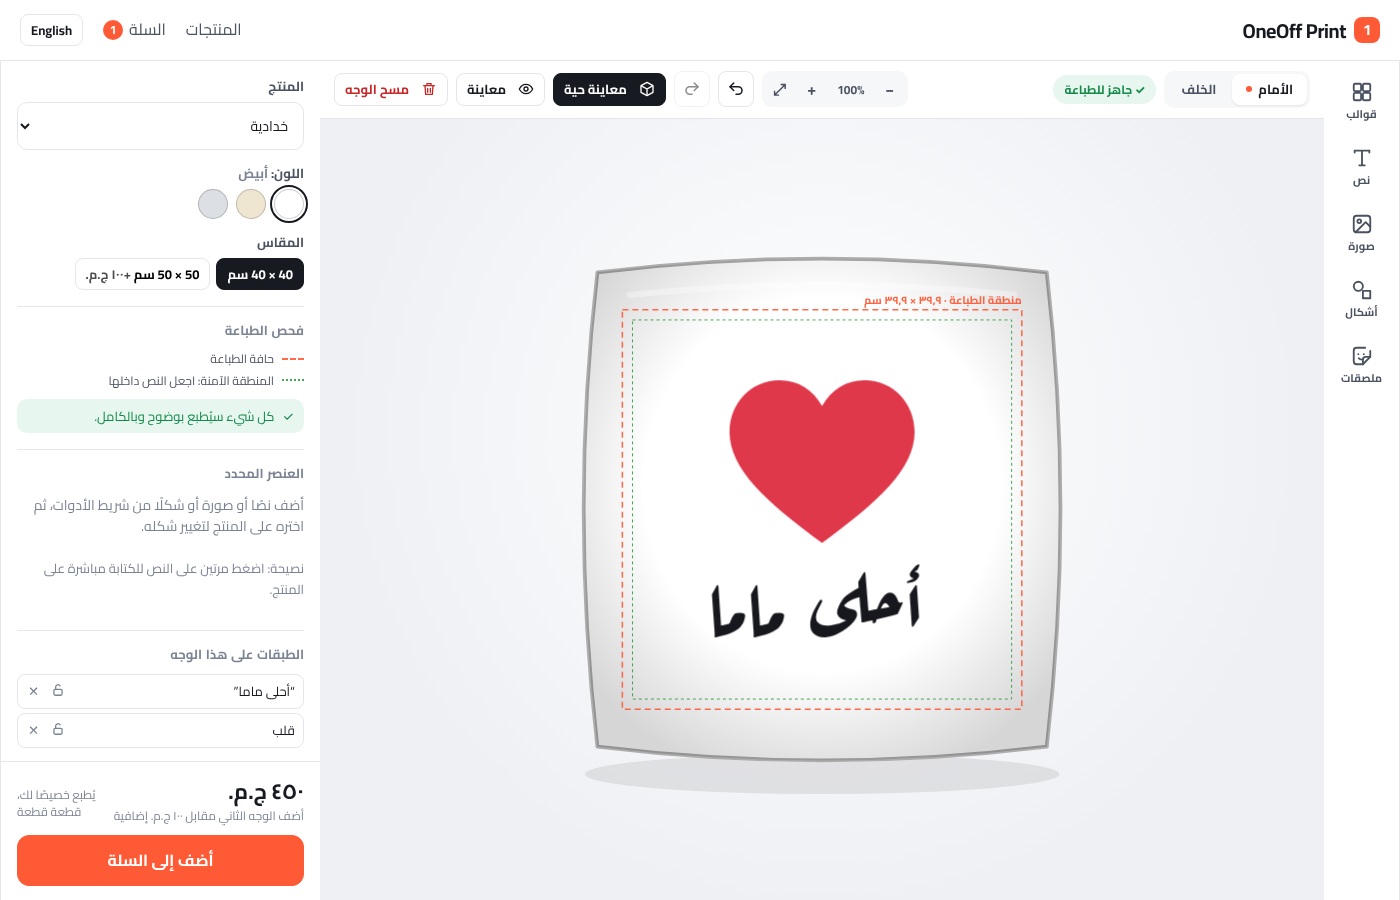 1 OneOff Print
المنتجات
السلة 1
English
قوالب
نص
صورة
أشكال
ملصقات
الأمام
الخلف
✓ جاهز للطباعة
− 100% +
معاينة حية
معاينة
مسح الوجه
منطقة الطباعة · ٣٩٫٩ × ٣٩٫٩ سم
أحلى ماما
المنتج
خدادية
اللون: أبيض
المقاس
40 × 40 سم
50 × 50 سم +١٠٠ ج.م.
فحص الطباعة
حافة الطباعة
المنطقة الآمنة: اجعل النص داخلها
✓ كل شيء سيُطبع بوضوح وبالكامل.
العنصر المحدد
أضف نصًا أو صورة أو شكلًا من شريط الأدوات، ثم
اختره على المنتج لتغيير شكله.
نصيحة: اضغط مرتين على النص للكتابة مباشرة على
المنتج.
الطبقات على هذا الوجه
"أحلى ماما"
قلب
٤٥٠ ج.م.
أضف الوجه الثاني مقابل ١٠٠ ج.م. إضافية
يُطبع خصيصًا لك،
قطعة قطعة
أضف إلى السلة